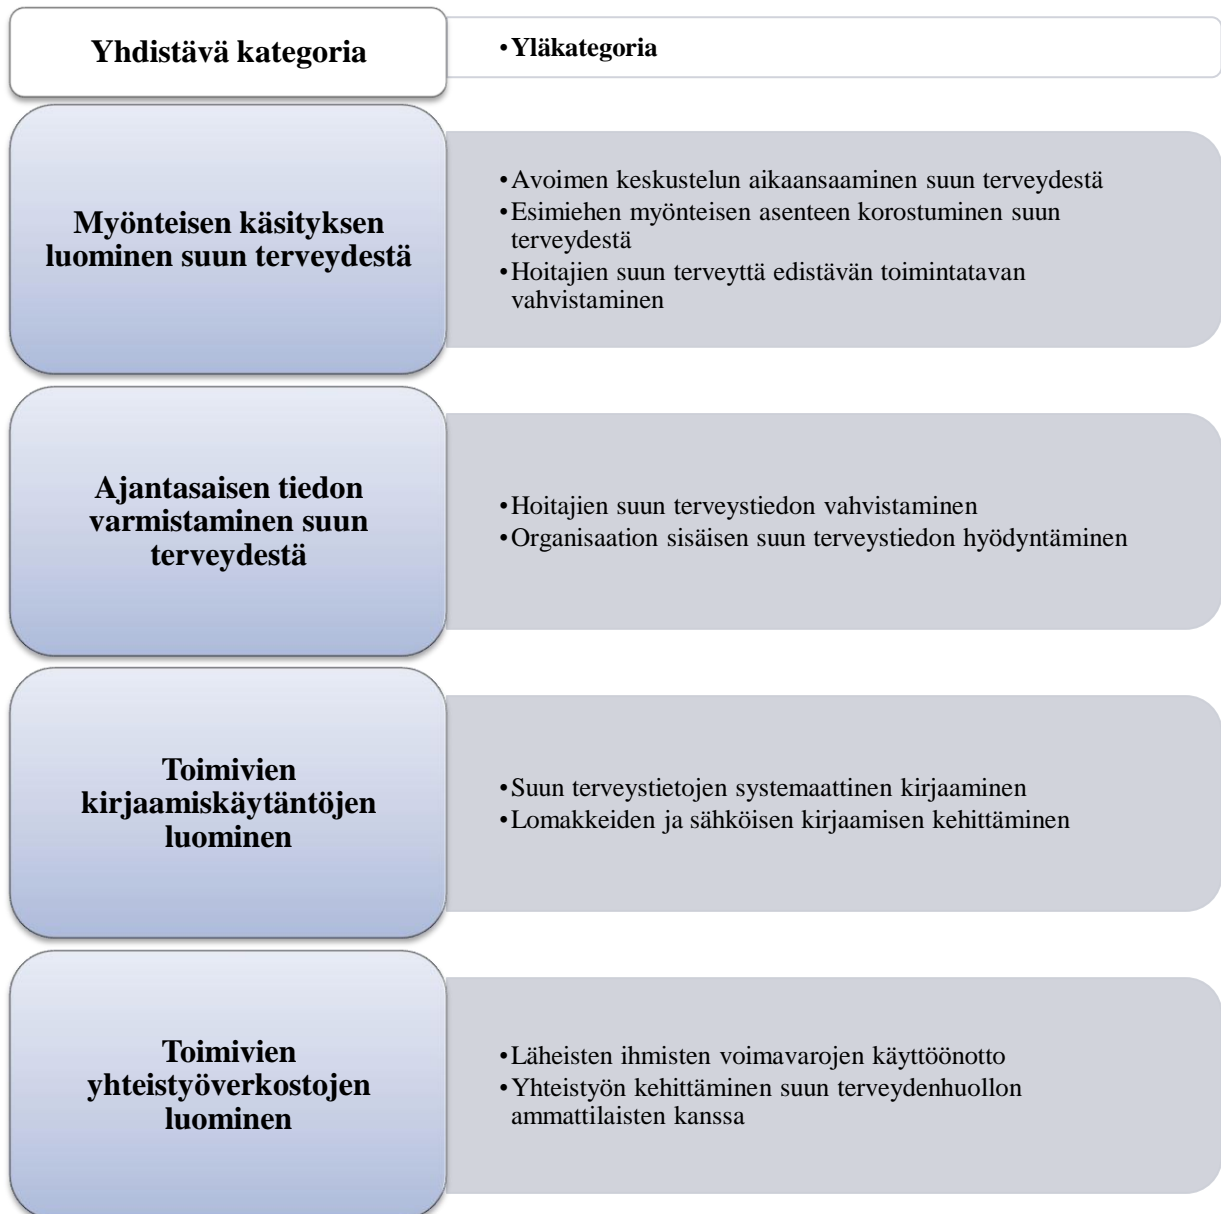 Yhdistävä kategoria
•Yläkategoria
Myönteisen käsityksen
luominen suun terveydestä
•Avoimen keskustelun aikaansaaminen suun terveydestä
•Esimiehen myönteisen asenteen korostuminen suun
terveydestä
•Hoitajien suun terveyttä edistävän toimintatavan
vahvistaminen
Ajantasaisen tiedon
varmistaminen suun
terveydestä
•Hoitajien suun terveystiedon vahvistaminen
•Organisaation sisäisen suun terveystiedon hyödyntäminen
Toimivien
kirjaamiskäytäntöjen
luominen
•Suun terveystietojen systemaattinen kirjaaminen
•Lomakkeiden ja sähköisen kirjaamisen kehittäminen
Toimivien
yhteistyöverkostojen
luominen
•Läheisten ihmisten voimavarojen käyttöönotto
•Yhteistyön kehittäminen suun terveydenhuollon
ammattilaisten kanssa